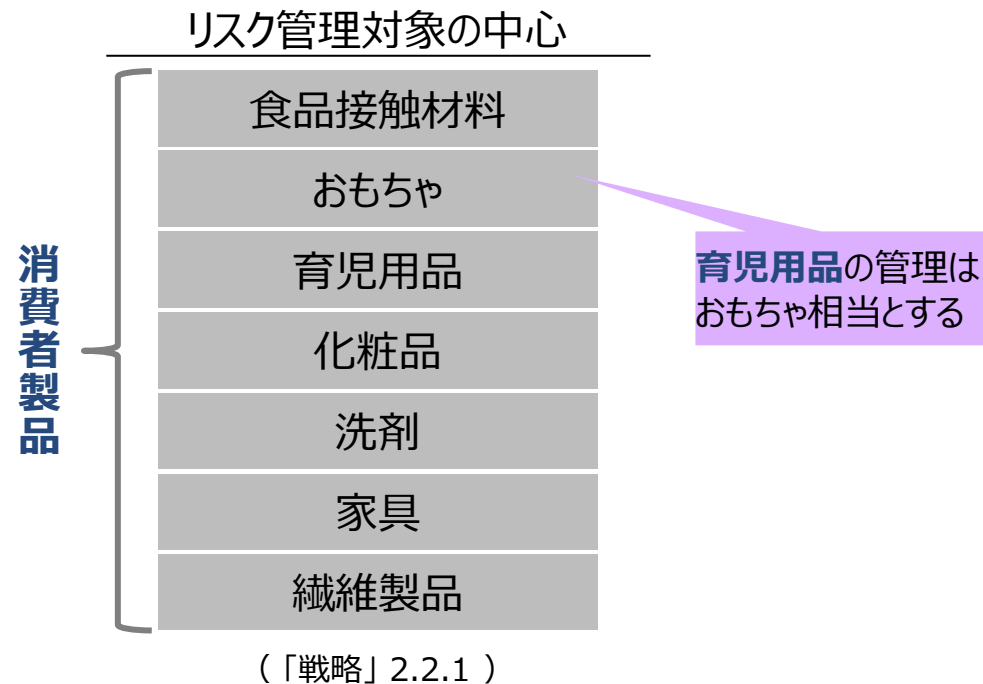 リスク管理対象の中心
消費者製品
食品接触材料
おもちゃ
育児用品
化粧品
洗剤
家具
繊維製品
育児用品の管理は
おもちゃ相当とする
（「戦略」2.2.1 ）